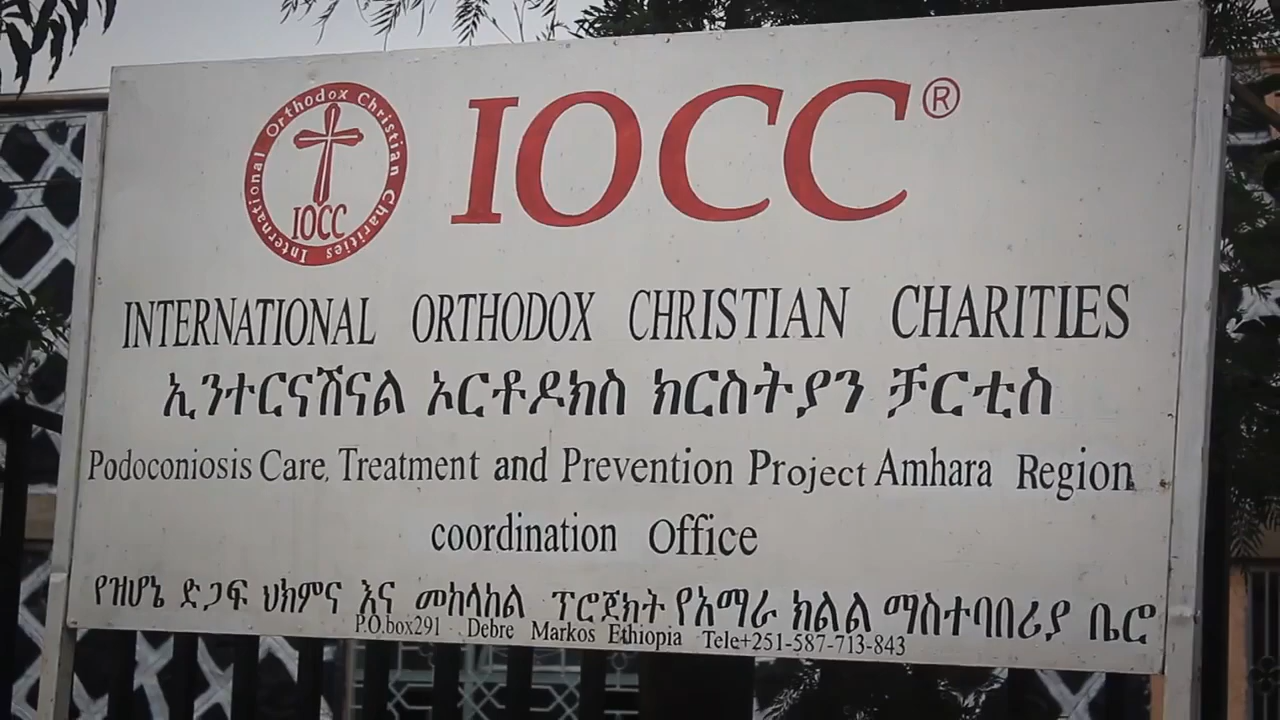 International Orthodox Christian Charities
IOCC
IOCC®
INTERNATIONAL ORTHODOX CHRISTIAN CHARITIES
ኢንተርናሽናል ኦርቶዶክስ ክርስትያን ቻርቲስ
Podoconiosis Care, Treatment and Prevention Project Amhara Region
coordination Office
የዝሆኔ ድጋፍ ህክምና እና መከላከል ፕሮጀክት የአማራ ክልል ማስተባበሪያ ቤሮ
P.O.box291 Debre Markos Ethiopia Tele+251-587-713-843